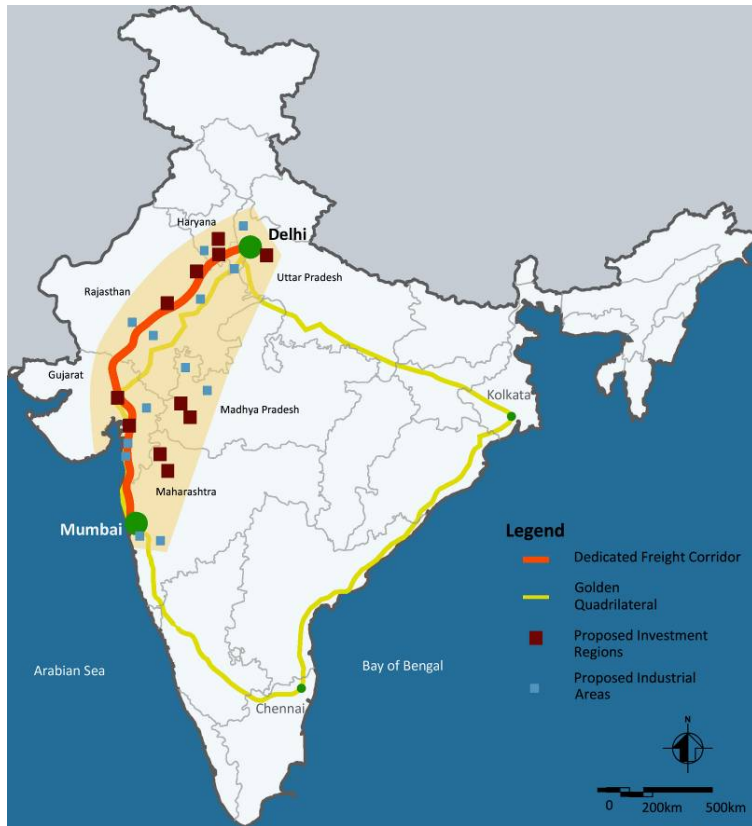 Haryana
Delhi
Uttar Pradesh
Rajasthan
Gujarat
Madhya Pradesh
Kolkata
Maharashtra
Mumbai
Legend
Dedicated Freight Corridor
Golden
Quadrilateral
Proposed Investment
Regions
Proposed Industrial
Areas
Arabian Sea
Bay of Bengal
Chennai
N
0 200km 500km